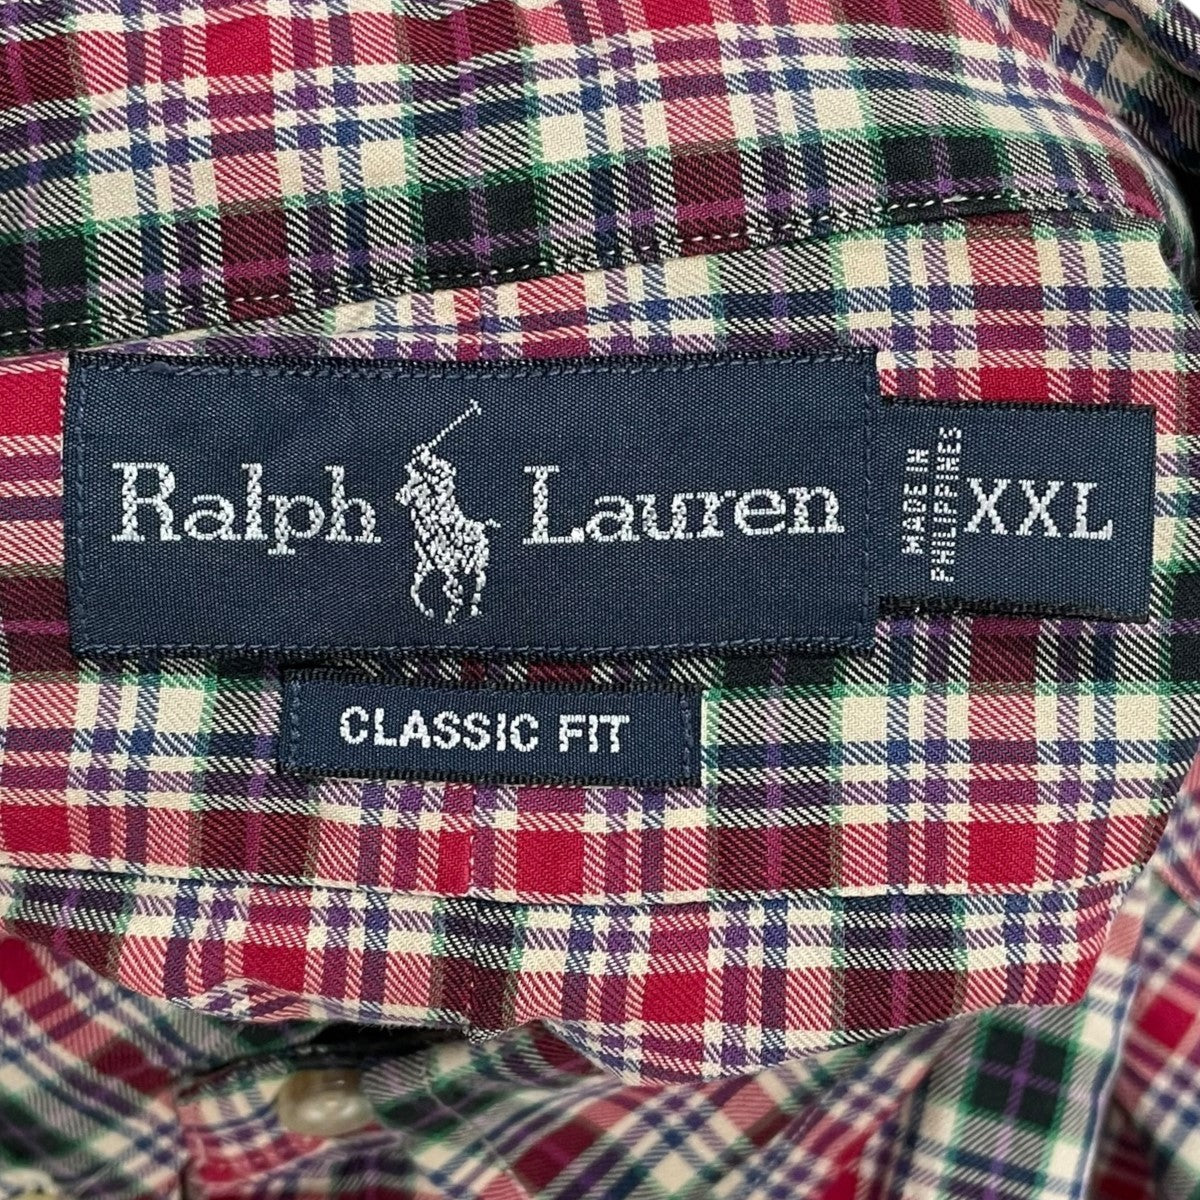 Ralph Lauren
MADE IN
PHILIPPINES
XXL
CLASSIC FIT